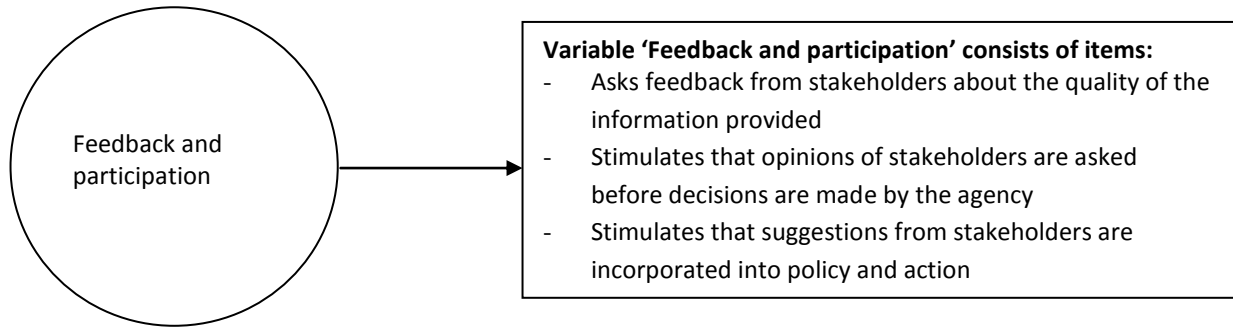 Feedback and
participation
Variable ‘Feedback and participation’ consists of items:
- Asks feedback from stakeholders about the quality of the
information provided
- Stimulates that opinions of stakeholders are asked
before decisions are made by the agency
- Stimulates that suggestions from stakeholders are
incorporated into policy and action